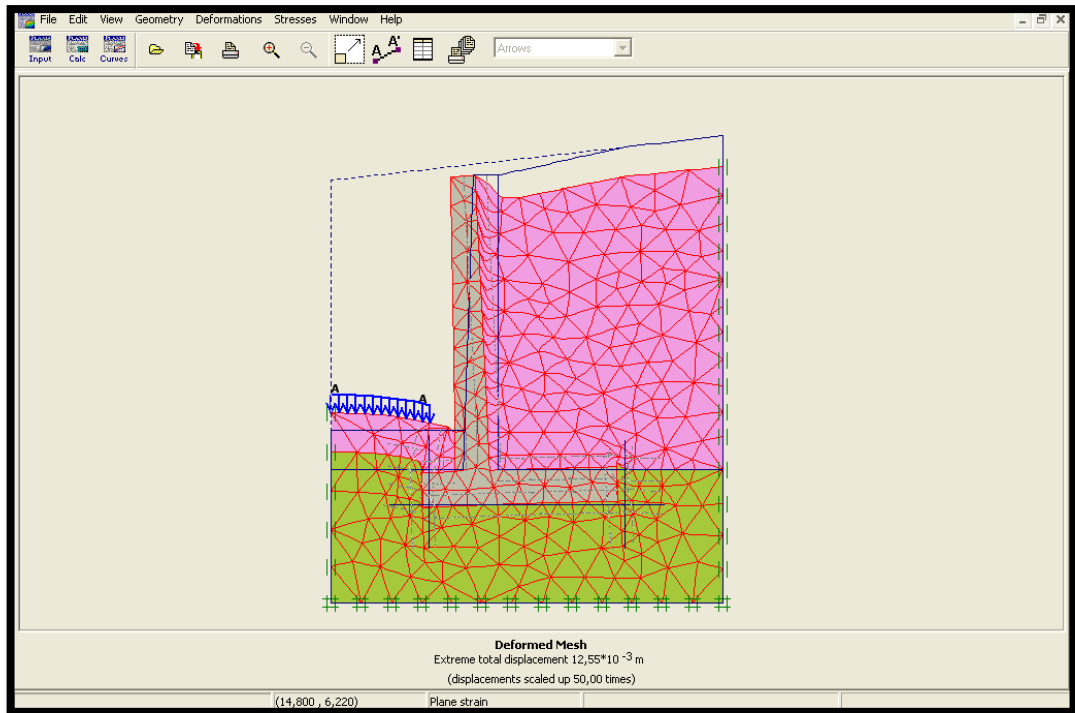 File Edit View Geometry Deformations Stresses Window Help
Input Calc Curves A A' Arrows
A A
Deformed Mesh
Extreme total displacement 12,55*10 -3 m
(displacements scaled up 50,00 times)
(14,800 , 6,220) Plane strain